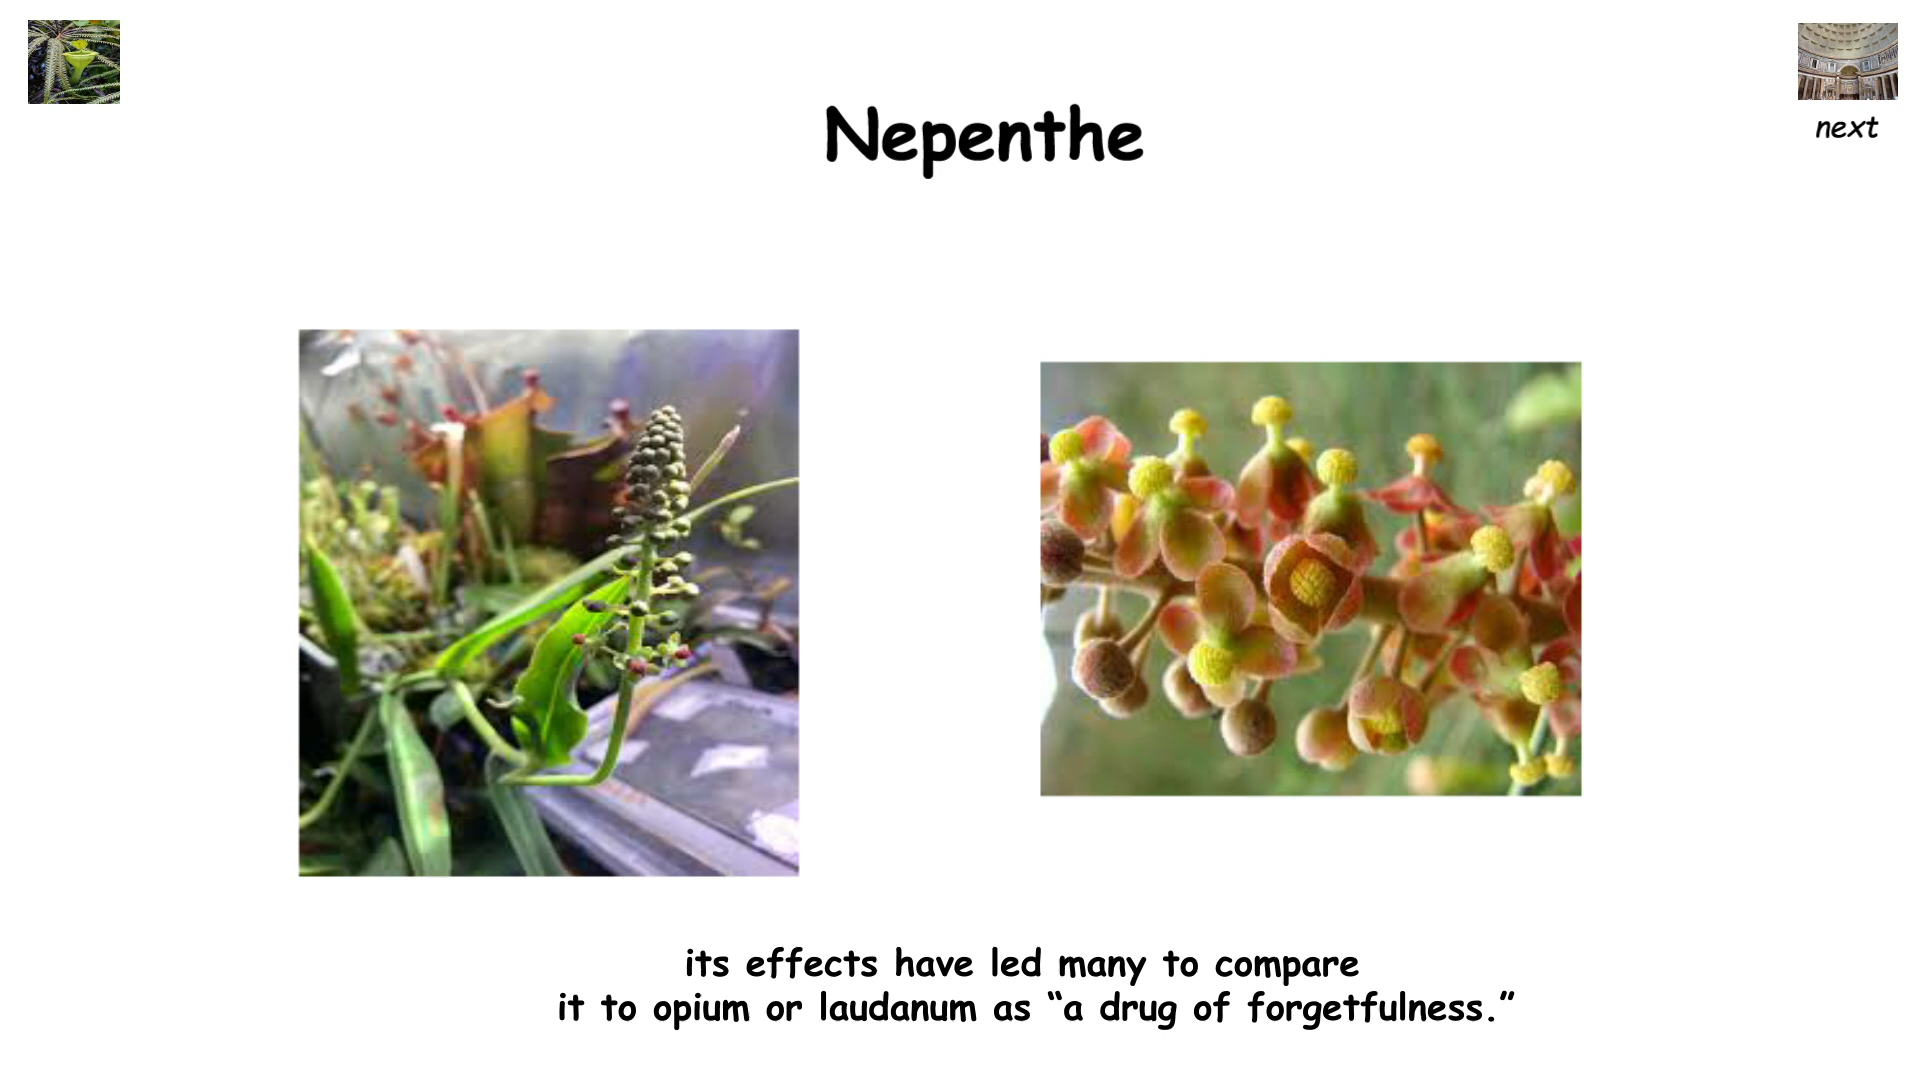 Nepenthe
next
its effects have led many to compare
it to opium or laudanum as “a drug of forgetfulness.”